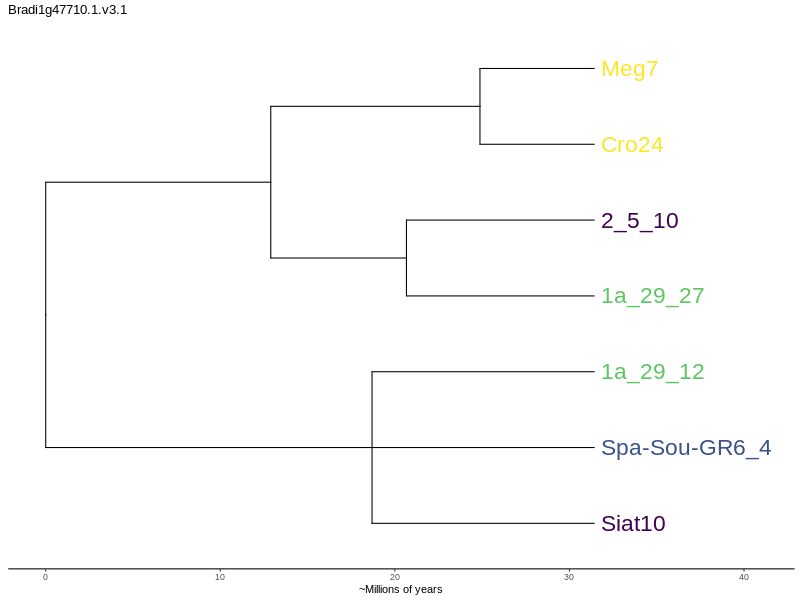 Bradi1g47710.1.v3.1
Meg7
Cro24
2_5_10
1a_29_27
1a_29_12
Spa-Sou-GR6_4
Siat10
0 10 20 30 40
~Millions of years